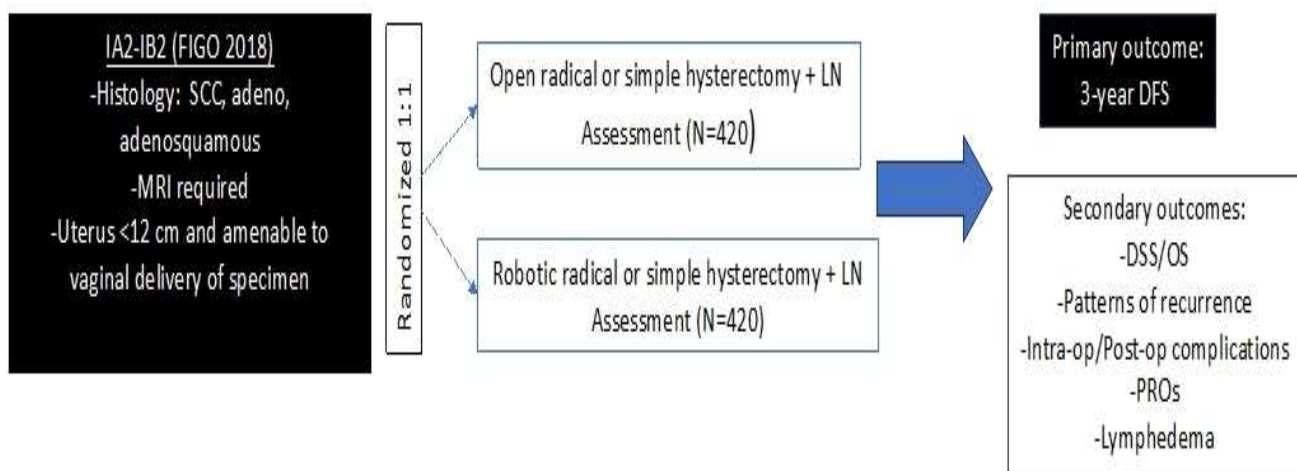 IA2-IB2 (FIGO 2018)
-Histology: SCC, adeno,
adenosquamous
-MRI required
-Uterus <12 cm and amenable to
vaginal delivery of specimen
Randomized 1:1
Open radical or simple hysterectomy + LN
Assessment (N=420)
Robotic radical or simple hysterectomy + LN
Assessment (N=420)
Primary outcome:
3-year DFS
Secondary outcomes:
-DSS/OS
-Patterns of recurrence
-Intra-op/Post-op complications
-PROs
-Lymphedema